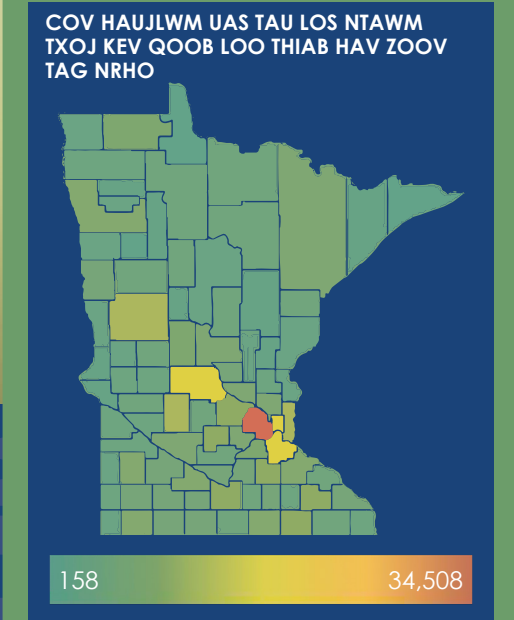 COV HAUJLWM UAS TAU LOS NTAWM
TXOJ KEV QOOB LOO THIAB HAV ZOOV
TAG NRHO
158
34,508